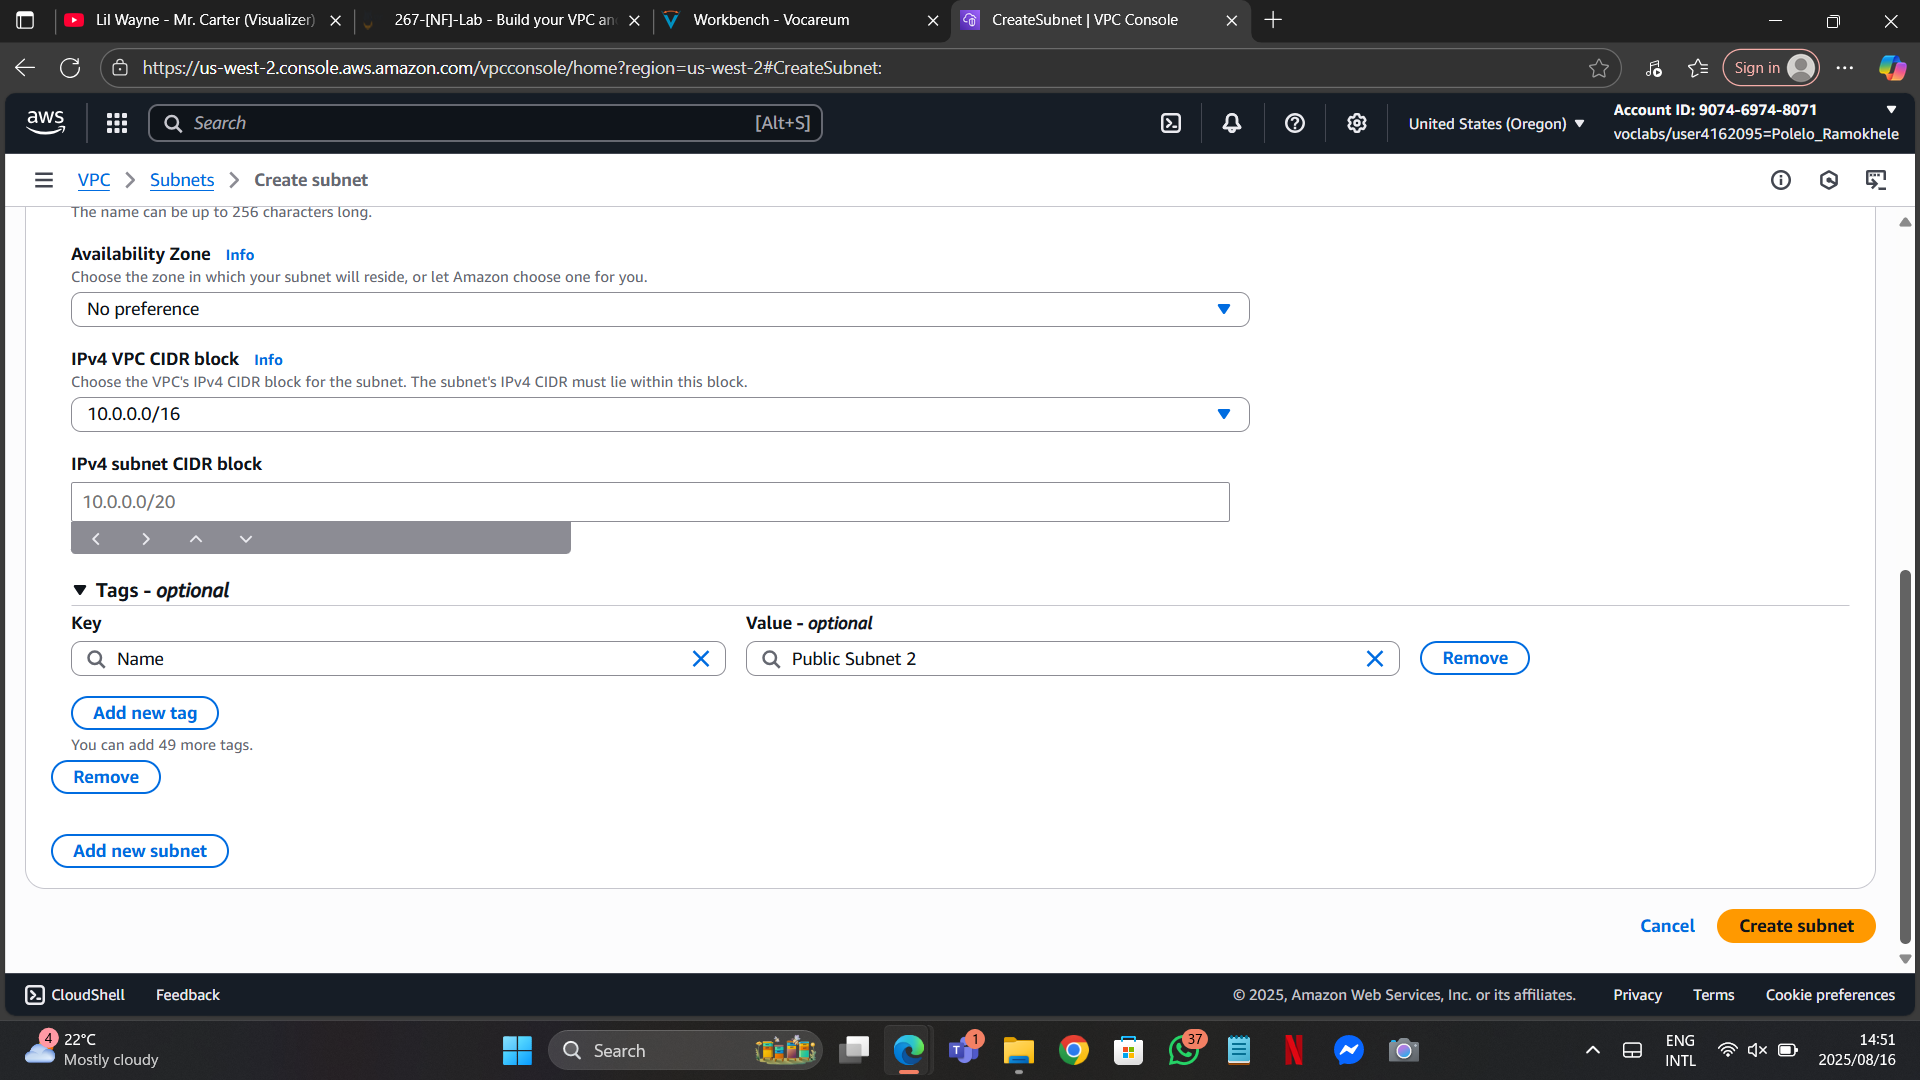 Lil Wayne - Mr. Carter (Visualizer)
267-[NF]-Lab - Build your VPC an
Workbench - Vocareum
CreateSubnet | VPC Console
https://us-west-2.console.aws.amazon.com/vpcconsole/home?region=us-west-2#CreateSubnet:
Sign in
aws
Search
[Alt+S]
United States (Oregon)
Account ID: 9074-6974-8071
voclabs/user4162095=Polelo_Ramokhele
VPC
Subnets
Create subnet
The name can be up to 256 characters long.
Availability Zone Info
Choose the zone in which your subnet will reside, or let Amazon choose one for you.
No preference
IPv4 VPC CIDR block Info
Choose the VPC's IPv4 CIDR block for the subnet. The subnet's IPv4 CIDR must lie within this block.
10.0.0.0/16
IPv4 subnet CIDR block
10.0.0.0/20
Tags - optional
Key
Value - optional
Name
Public Subnet 2
Remove
Add new tag
You can add 49 more tags.
Remove
Add new subnet
Cancel
Create subnet
CloudShell
Feedback
© 2025, Amazon Web Services, Inc. or its affiliates.
Privacy
Terms
Cookie preferences
4
22°C
Mostly cloudy
Search
1
37
ENG
INTL
14:51
2025/08/16